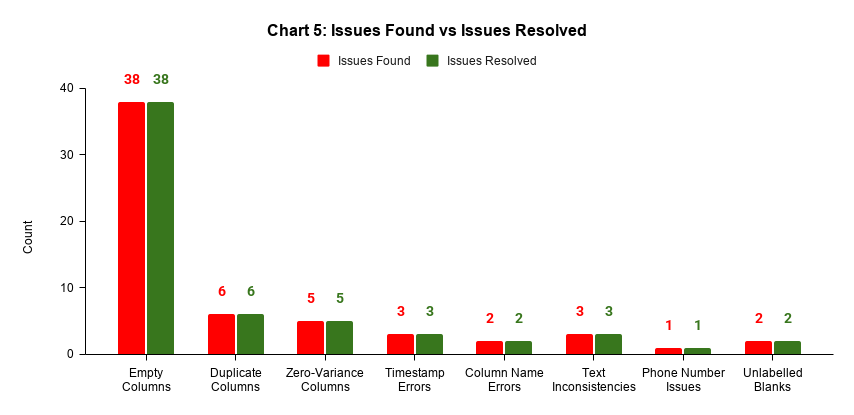 Chart 5: Issues Found vs Issues Resolved
Issues Found Issues Resolved
Count
40
30
20
10
0
38 38
6 6
5 5
3 3
2 2
3 3
1 1
2 2
Empty
Columns
Duplicate
Columns
Zero-Variance
Columns
Timestamp
Errors
Column Name
Errors
Text
Inconsistencies
Phone Number
Issues
Unlabelled
Blanks